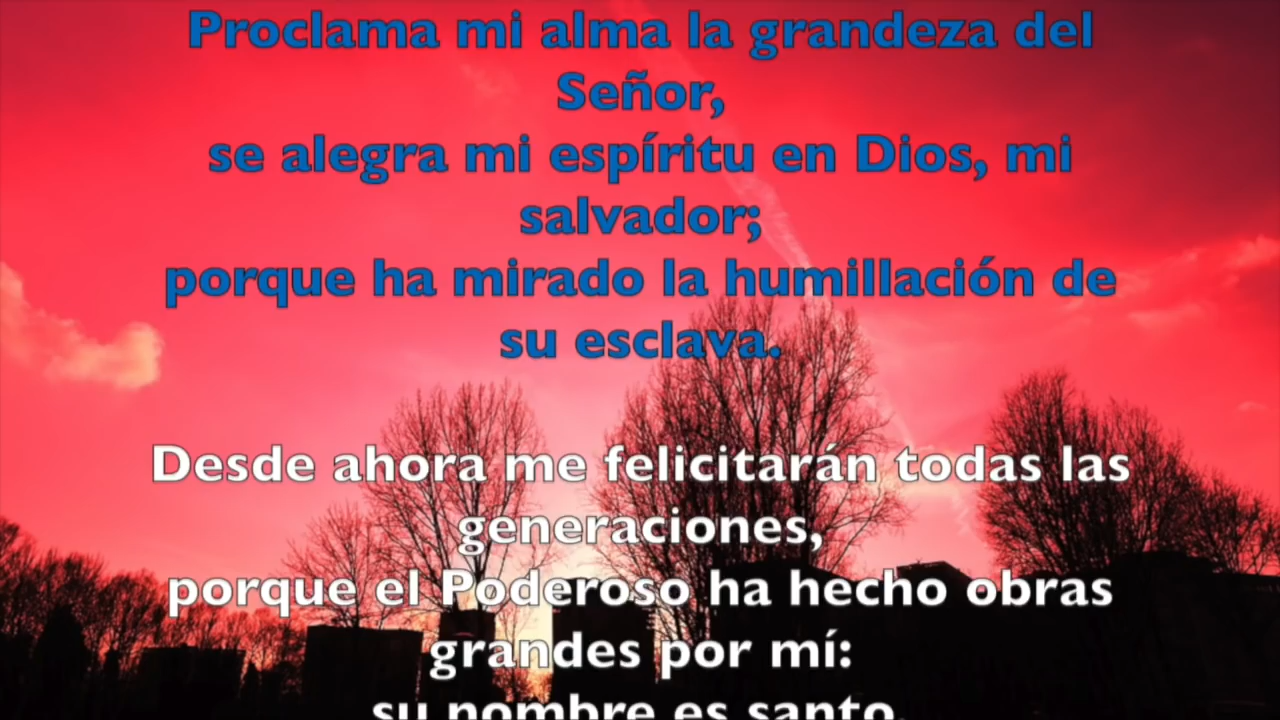 Proclama mi alma la grandeza del
Señor,
se alegra mi espíritu en Dios, mi
salvador;
porque ha mirado la humillación de
su esclava.
Desde ahora me felicitarán todas las
generaciones,
porque el Poderoso ha hecho obras
grandes por mí:
su nombre es santo,